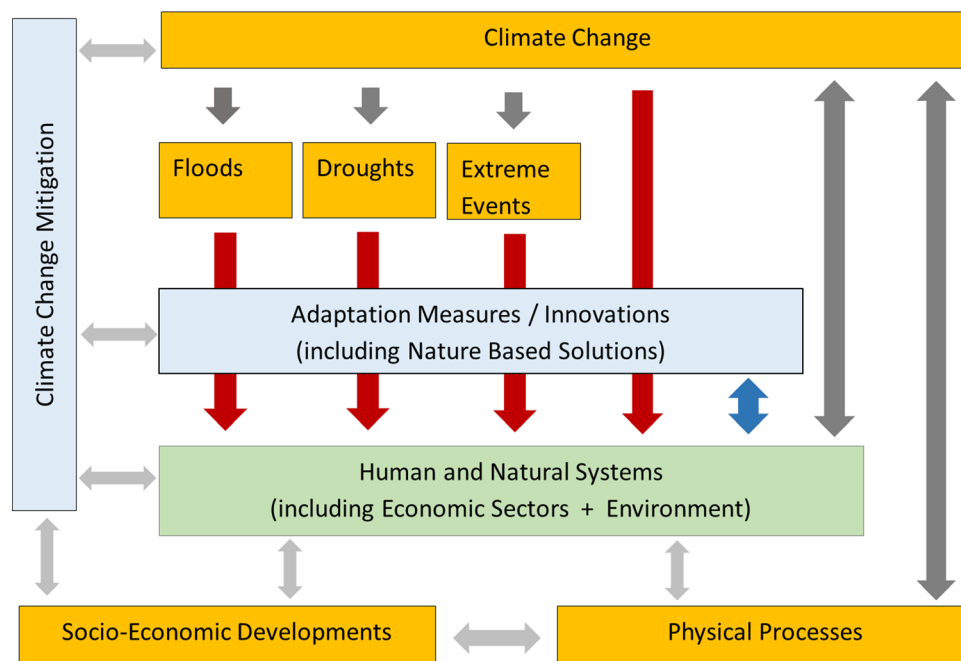 Climate Change
Climate Change Mitigation
Floods
Droughts
Extreme
Events
Adaptation Measures / Innovations
(including Nature Based Solutions)
Human and Natural Systems
(including Economic Sectors + Environment)
Socio-Economic Developments
Physical Processes